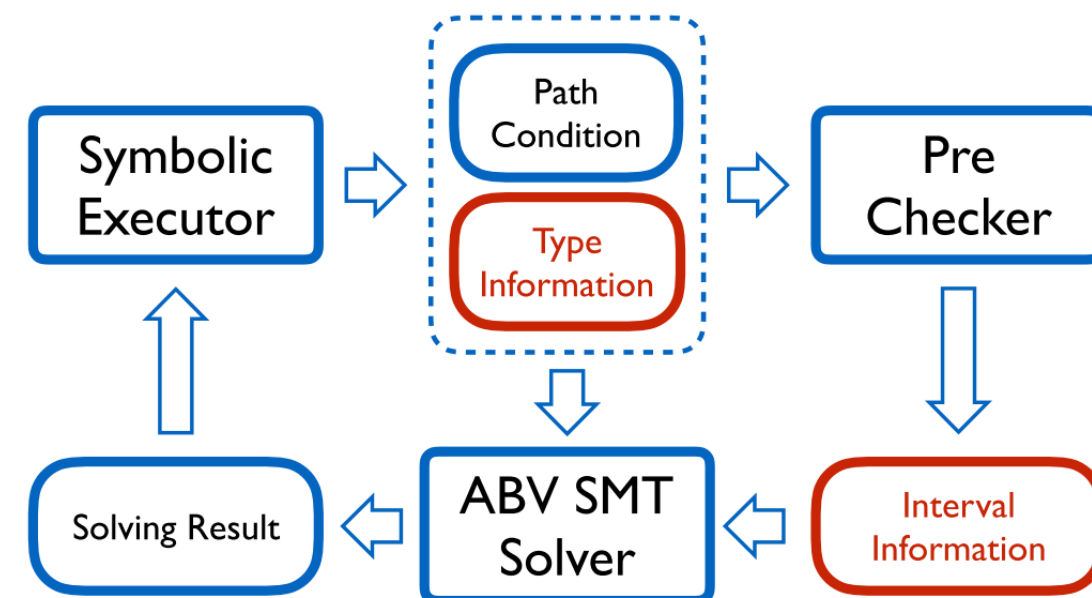 Symbolic
Executor
Path
Condition
Type
Information
Pre
Checker
Solving Result
ABV SMT
Solver
Interval
Information